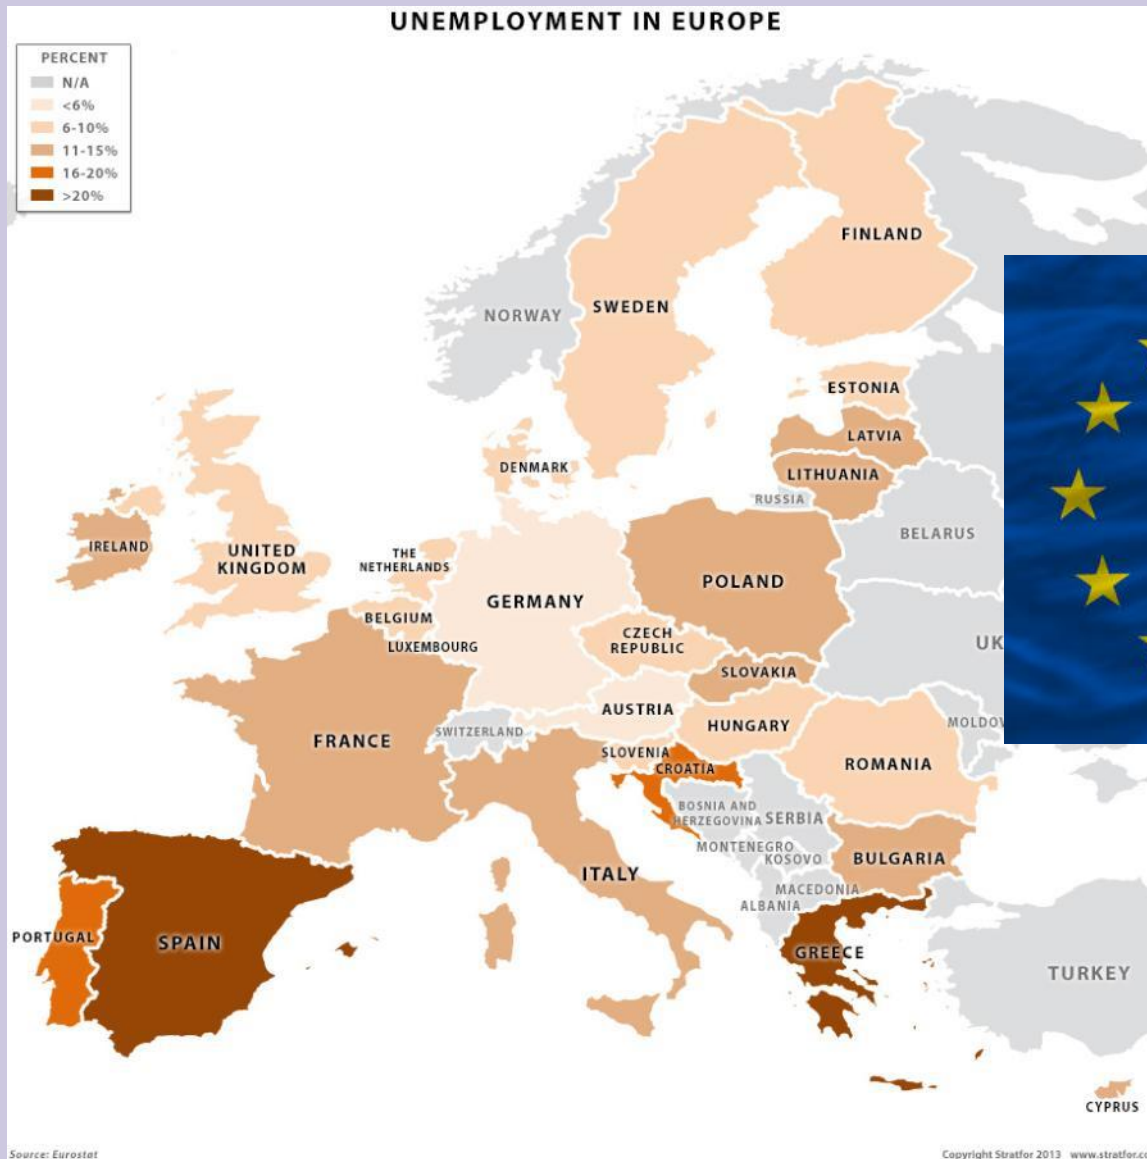 UNEMPLOYMENT IN EUROPE
PERCENT
N/A
<6%
6-10%
11-15%
16-20%
>20%
FINLAND
NORWAY
SWEDEN
ESTONIA
LATVIA
DENMARK
LITHUANIA
RUSSIA
BELARUS
IRELAND
UNITED
KINGDOM
THE
NETHERLANDS
POLAND
GERMANY
BELGIUM
CZECH
REPUBLIC
LUXEMBOURG
UK
SLOVAKIA
AUSTRIA
MOLDOV
SWITZERLAND
HUNGARY
FRANCE
SLOVENIA
CROATIA
ROMANIA
BOSNIA AND
HERZEGOVINA
SERBIA
MONTENEGRO
KOSOVO
BULGARIA
ITALY
MACEDONIA
ALBANIA
PORTUGAL
SPAIN
GREECE
TURKEY
CYPRUS
Source: Eurostat
Copyright Stratfor 2013 www.stratfor.co